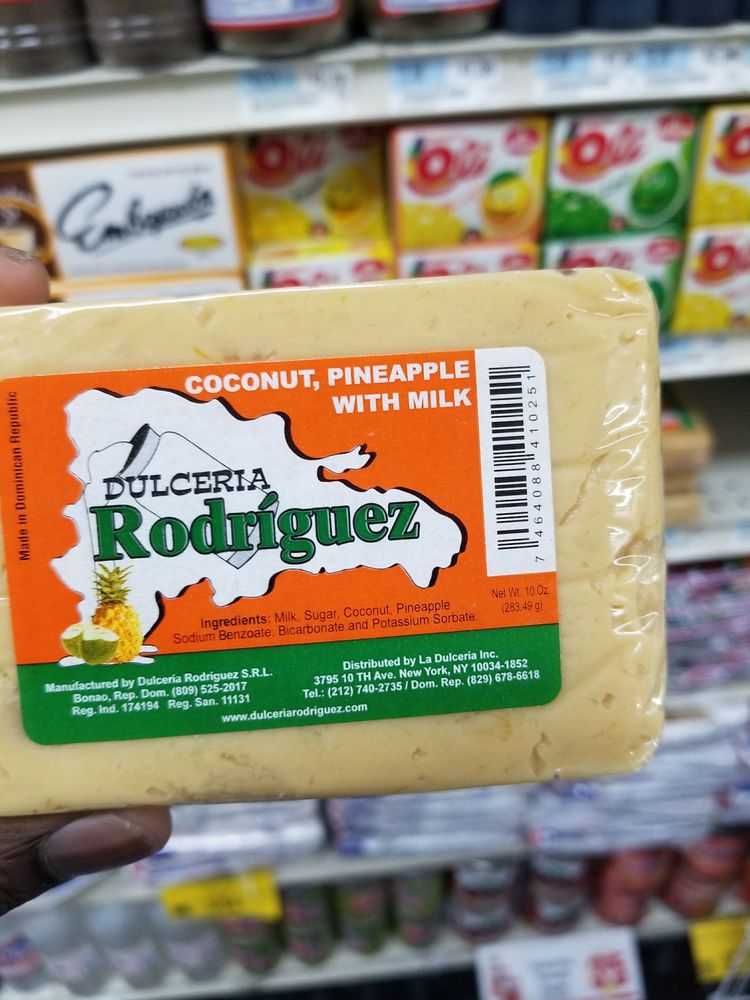 Embajador
COCONUT, PINEAPPLE
WITH MILK
Made in Dominican Republic
DULCERIA
Rodríguez
7 464088 410251
Net Wt. 10 Oz
(283.49 g)
Ingredients: Milk, Sugar, Coconut, Pineapple
Sodium Benzoate. Bicarbonate and Potassium Sorbate.
Manufactured by Dulceria Rodriguez S.R.L.
Bonao, Rep. Dom. (809) 525-2017
Reg. Ind. 174194 Reg. San. 11131
Distributed by La Dulceria Inc.
3795 10 TH Ave. New York, NY 10034-1852
Tel.: (212) 740-2735 / Dom. Rep. (829) 678-6618
www.dulceriarodriguez.com